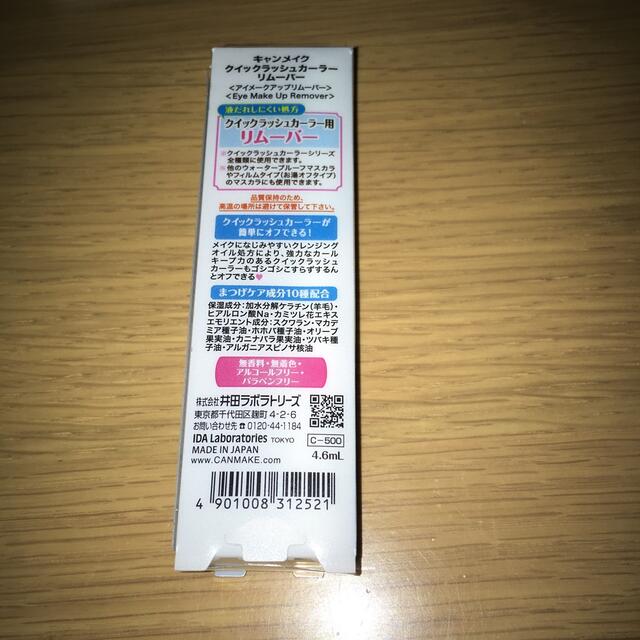 キャンメイク
クイックラッシュカーラー
リムーバー
<アイメークアップリムーバー>
<Eye Make Up Remover>
液だれしにくい処方
クイックラッシュカーラー用
リムーバー
※クイックラッシュカーラーシリーズ
全種類に使用できます。
※他のウォータープルーフマスカラ
やフィルムタイプ(お湯オフタイプ)
のマスカラにも使用できます。
品質保持のため、
高温の場所は避けて保管して下さい。
クイックラッシュカーラーが
簡単にオフできる!
メイクになじみやすいクレンジング
オイル処方により、強力なカール
キープ力のあるクイックラッシュ
カーラーもゴシゴシこすらずするん
とオフできる♥
まつげケア成分10種配合
保湿成分:加水分解ケラチン(羊毛)・
ヒアルロン酸Na・カミツレ花エキス
エモリエント成分:スクワラン・マカデ
ミア種子油・ホホバ種子油・オリーブ
果実油・カニナバラ果実油・ツバキ種
子油・アルガニアスピノサ核油
無香料・無着色・
アルコールフリー・
パラベンフリー
株式会社 井田ラボラトリーズ
東京都千代田区麹町4-2-6
お問い合わせ先☎0120-44-1184
IDA Laboratories TOKYO
C-500
MADE IN JAPAN
4.6mL
www.CANMAKE.com
4 901008 312521